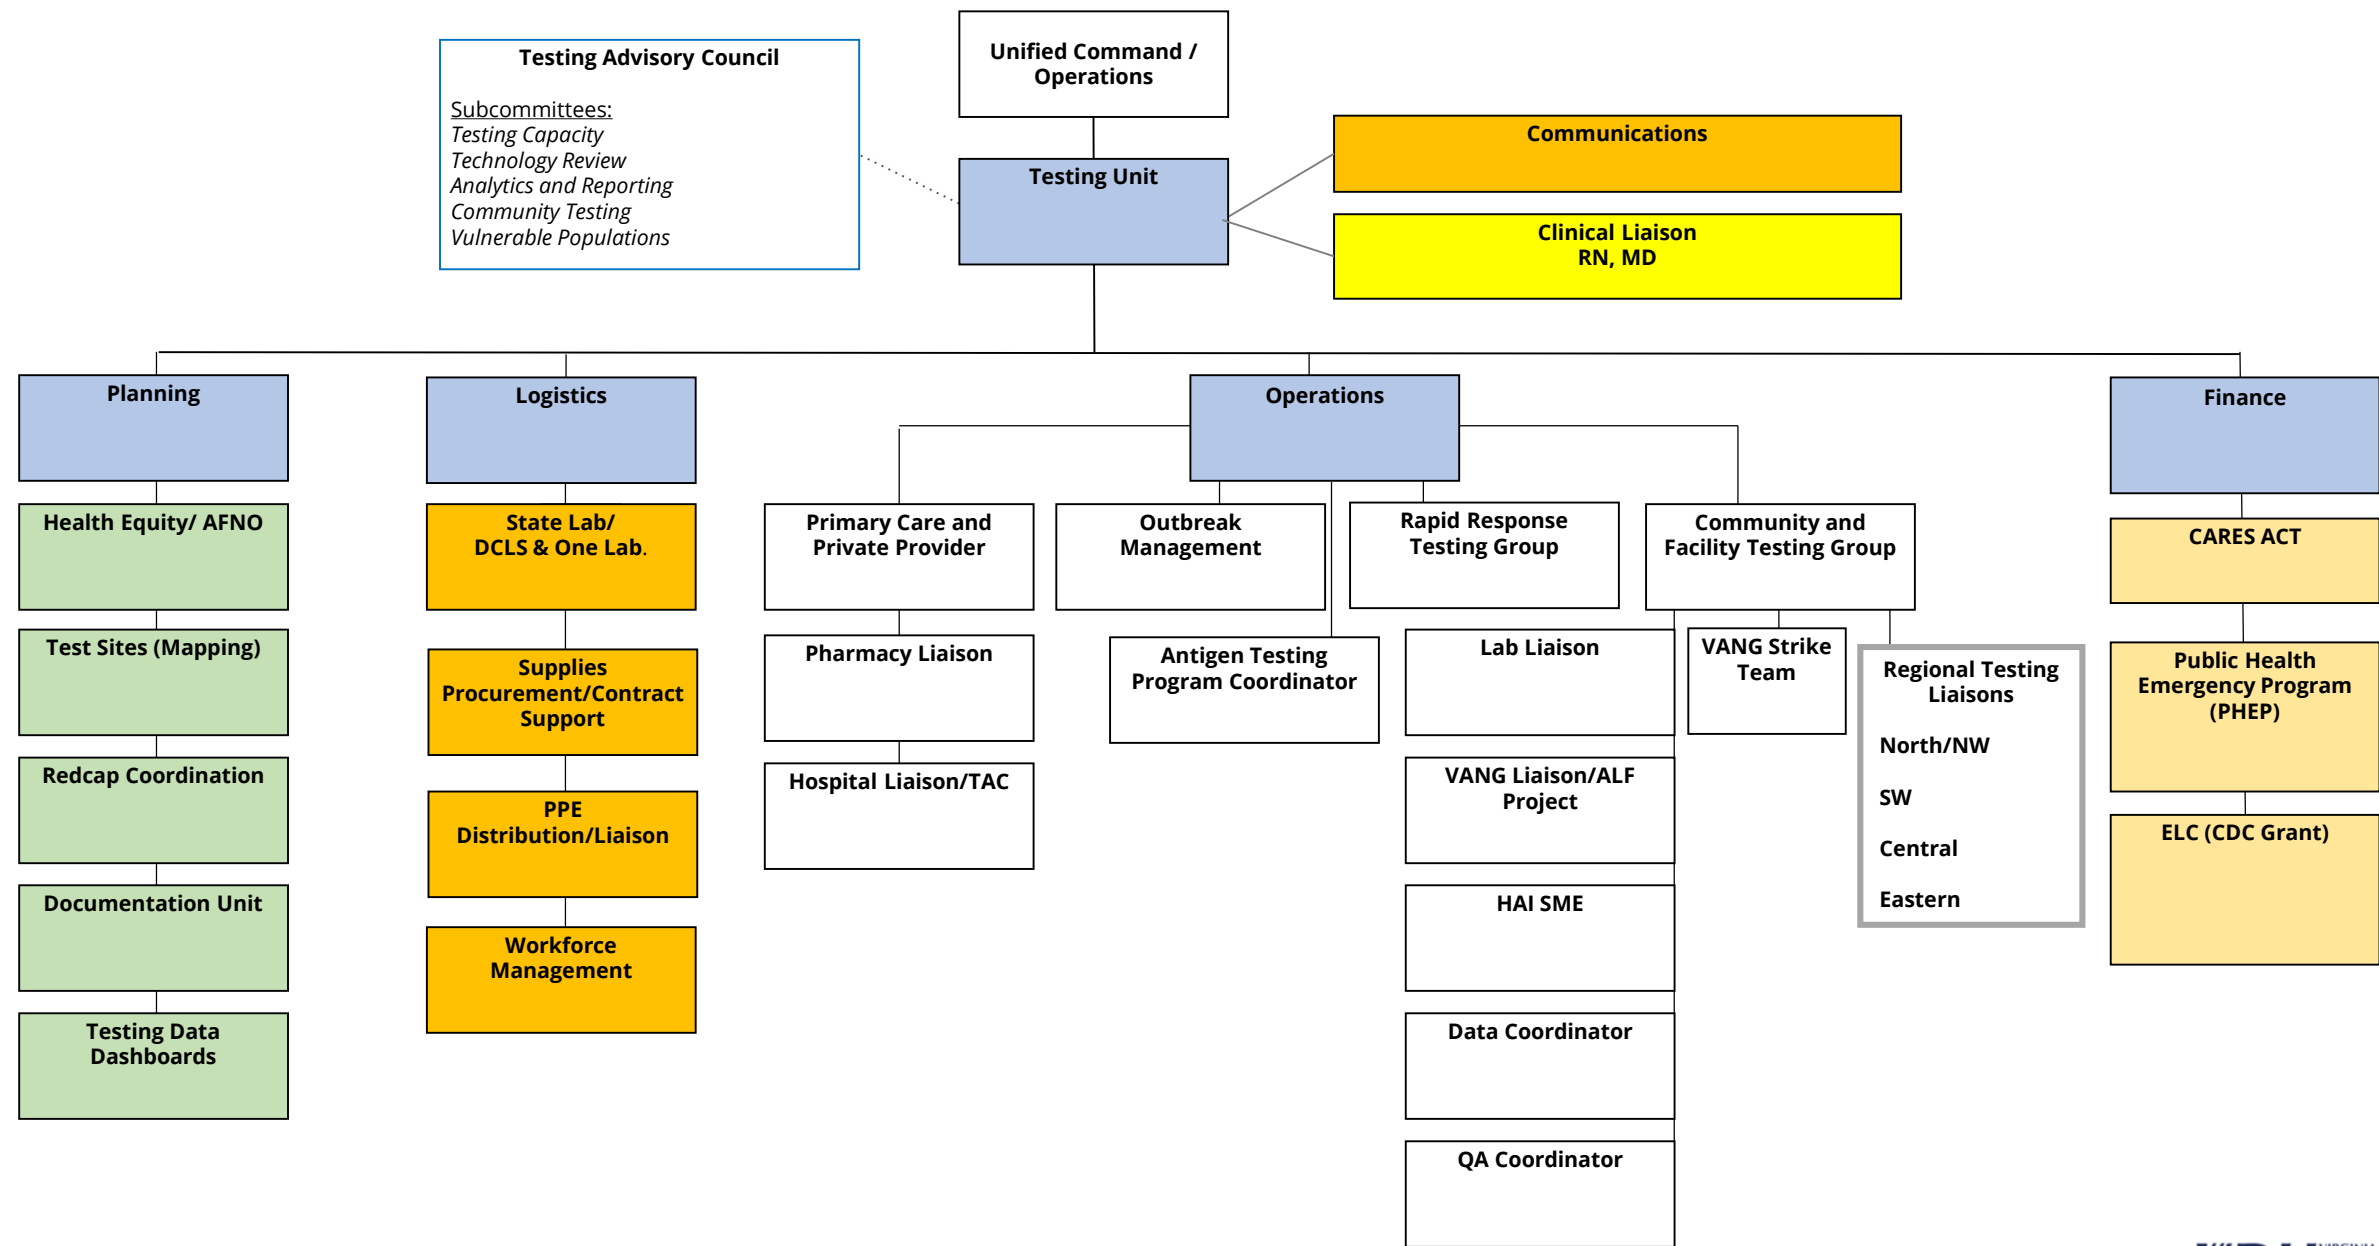 Testing Advisory Council
Subcommittees:
Testing Capacity
Technology Review
Analytics and Reporting
Community Testing
Vulnerable Populations
Unified Command /
Operations
Testing Unit
Communications
Clinical Liaison
RN, MD
Planning
Health Equity/ AFNO
Test Sites (Mapping)
Redcap Coordination
Documentation Unit
Testing Data
Dashboards
Logistics
State Lab/
DCLS & One Lab.
Supplies
Procurement/Contract
Support
PPE
Distribution/Liaison
Workforce
Management
Operations
Primary Care and
Private Provider
Pharmacy Liaison
Hospital Liaison/TAC
Outbreak
Management
Antigen Testing
Program Coordinator
Rapid Response
Testing Group
Community and
Facility Testing Group
Lab Liaison
VANG Liaison/ALF
Project
HAI SME
Data Coordinator
QA Coordinator
VANG Strike
Team
Regional Testing
Liaisons
North/NW
SW
Central
Eastern
Finance
CARES ACT
Public Health
Emergency Program
(PHEP)
ELC (CDC Grant)